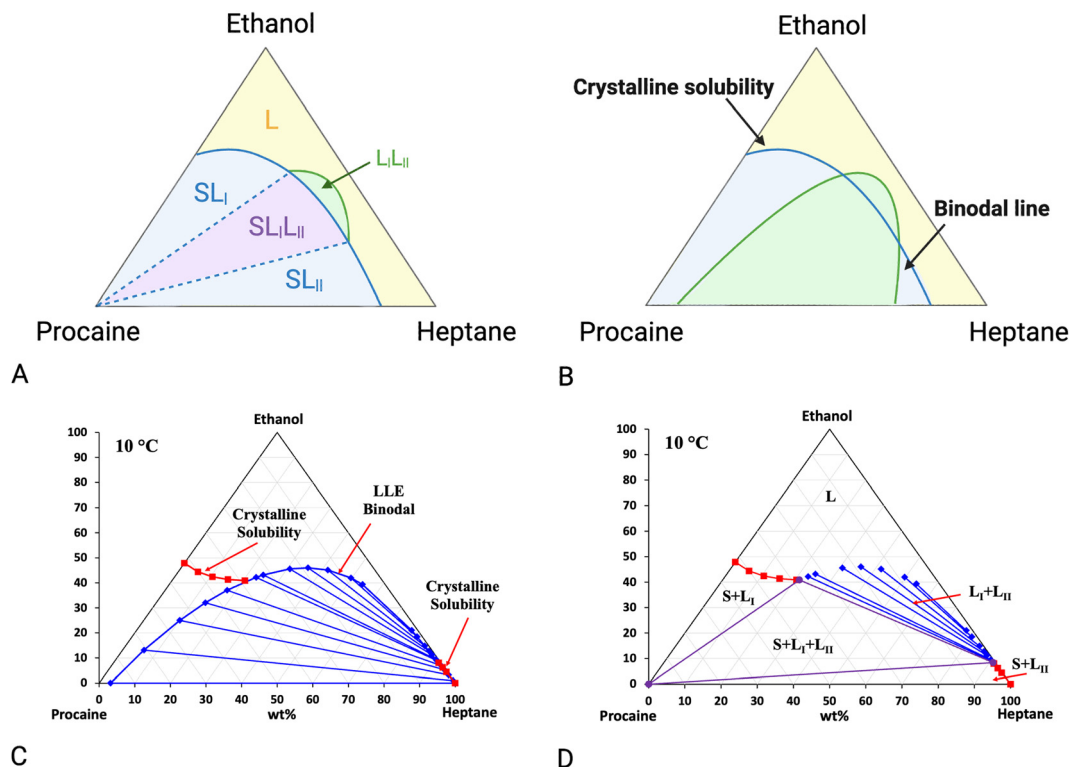 Ethanol
L
LILII
SLI
SLILII
SLII
Procaine
Heptane
A
Ethanol
Crystalline solubility
Binodal line
Procaine
Heptane
B
Ethanol
10 °C
100
90
80
70
60
50
40
30
20
10
0
LLE
Binodal
Crystalline
Solubility
Crystalline
Solubility
0 10 20 30 40 50 60 70 80 90 100
Procaine
wt%
Heptane
C
Ethanol
10 °C
100
90
80
70
60
50
40
30
20
10
0
L
S+LI
LI+LII
S+LI+LII
S+LII
0 10 20 30 40 50 60 70 80 90 100
Procaine
wt%
Heptane
D